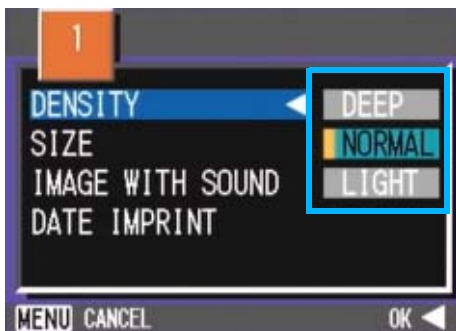 1
DENSITY ◀ DEEP
SIZE NORMAL
IMAGE WITH SOUND LIGHT
DATE IMPRINT
MENU CANCEL OK ◀